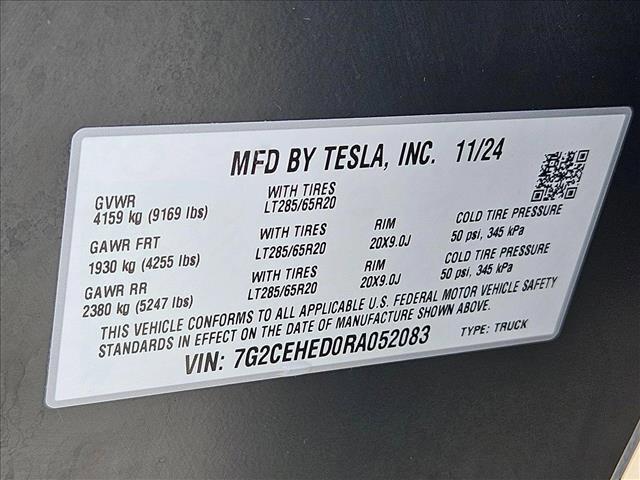 MFD BY TESLA, INC. 11/24
GVWR WITH TIRES
4159 kg (9169 lbs) LT285/65R20
GAWR FRT WITH TIRES RIM COLD TIRE PRESSURE
1930 kg (4255 lbs) LT285/65R20 20X9.0J 50 psi, 345 kPa
GAWR RR WITH TIRES RIM COLD TIRE PRESSURE
2380 kg (5247 lbs) LT285/65R20 20X9.0J 50 psi, 345 kPa
THIS VEHICLE CONFORMS TO ALL APPLICABLE U.S. FEDERAL MOTOR VEHICLE SAFETY
STANDARDS IN EFFECT ON THE DATE OF MANUFACTURE SHOWN ABOVE.
VIN: 7G2CEHED0RA052083 TYPE: TRUCK